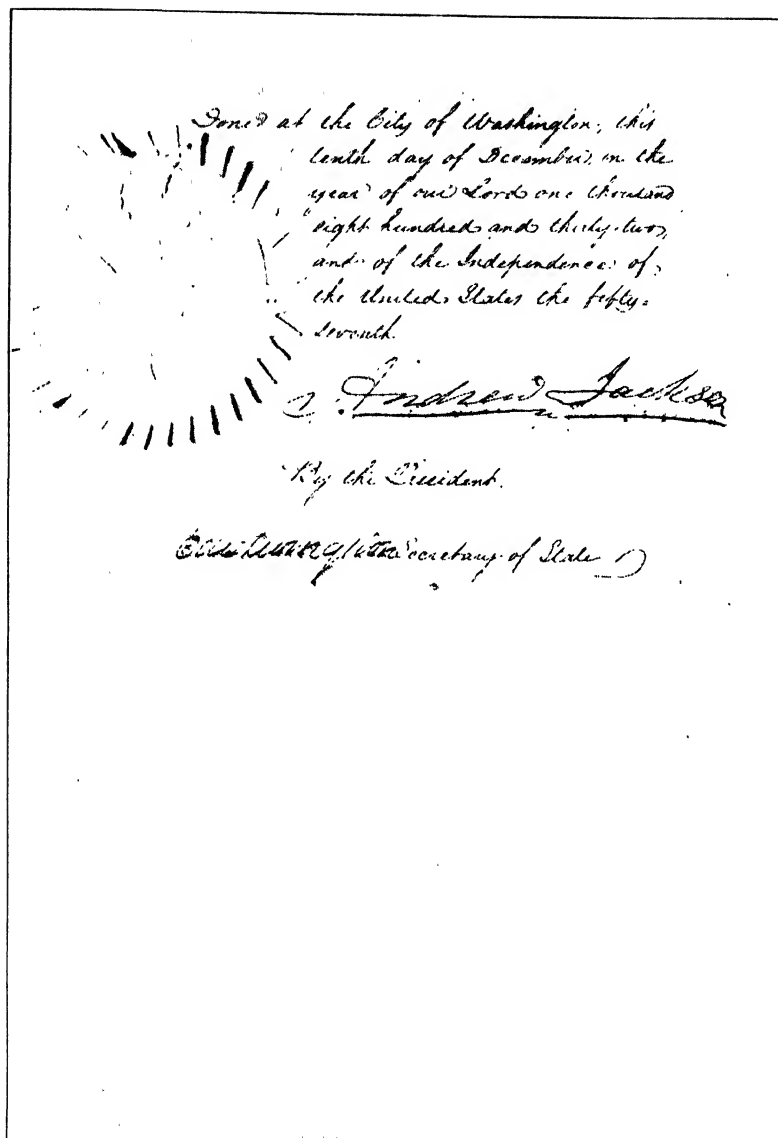 Done at the City of Washington, this
tenth day of December, in the
year of our Lord one thousand
eight hundred and thirty-two,
and of the Independence of
the United States the fifty-
seventh.
Andrew Jackson
By the President.
Edw Livingston Secretary of State